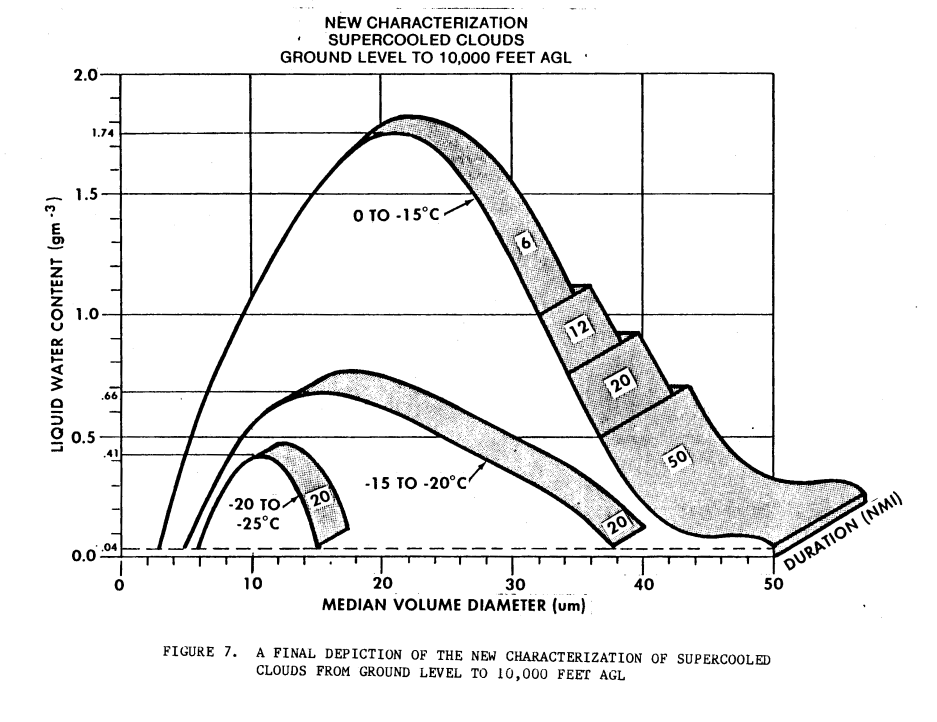 NEW CHARACTERIZATION
SUPERCOOLED CLOUDS
GROUND LEVEL TO 10,000 FEET AGL
2.0
1.74
1.5
1.0
.66
0.5
.41
0.0
.04
LIQUID WATER CONTENT (gm -3)
0 TO -15°C
6
12
20
50
-15 TO -20°C
20
-20 TO
-25°C
20
DURATION (NMI)
0 10 20 30 40 50
MEDIAN VOLUME DIAMETER (um)
FIGURE 7. A FINAL DEPICTION OF THE NEW CHARACTERIZATION OF SUPERCOOLED
CLOUDS FROM GROUND LEVEL TO 10,000 FEET AGL